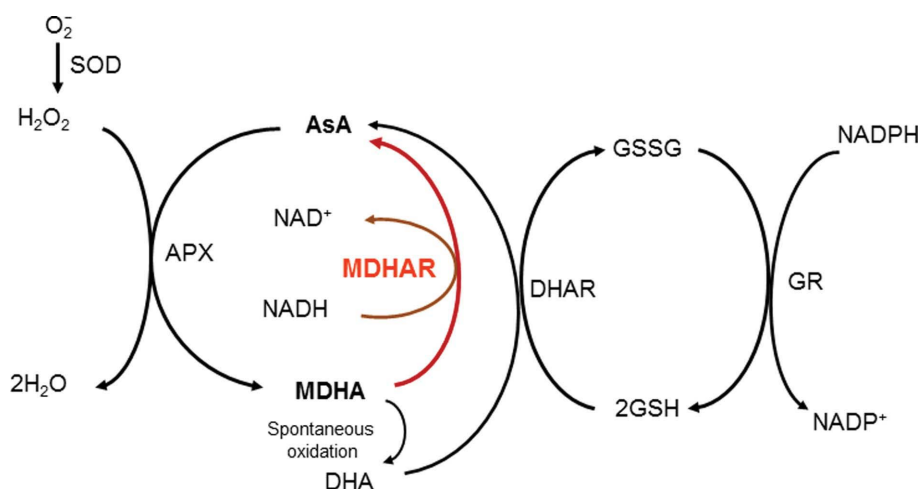 O₂⁻
SOD
H₂O₂
AsA
GSSG
NADPH
NAD⁺
APX
MDHAR
DHAR
GR
NADH
2H₂O
MDHA
2GSH
NADP⁺
Spontaneous
oxidation
DHA